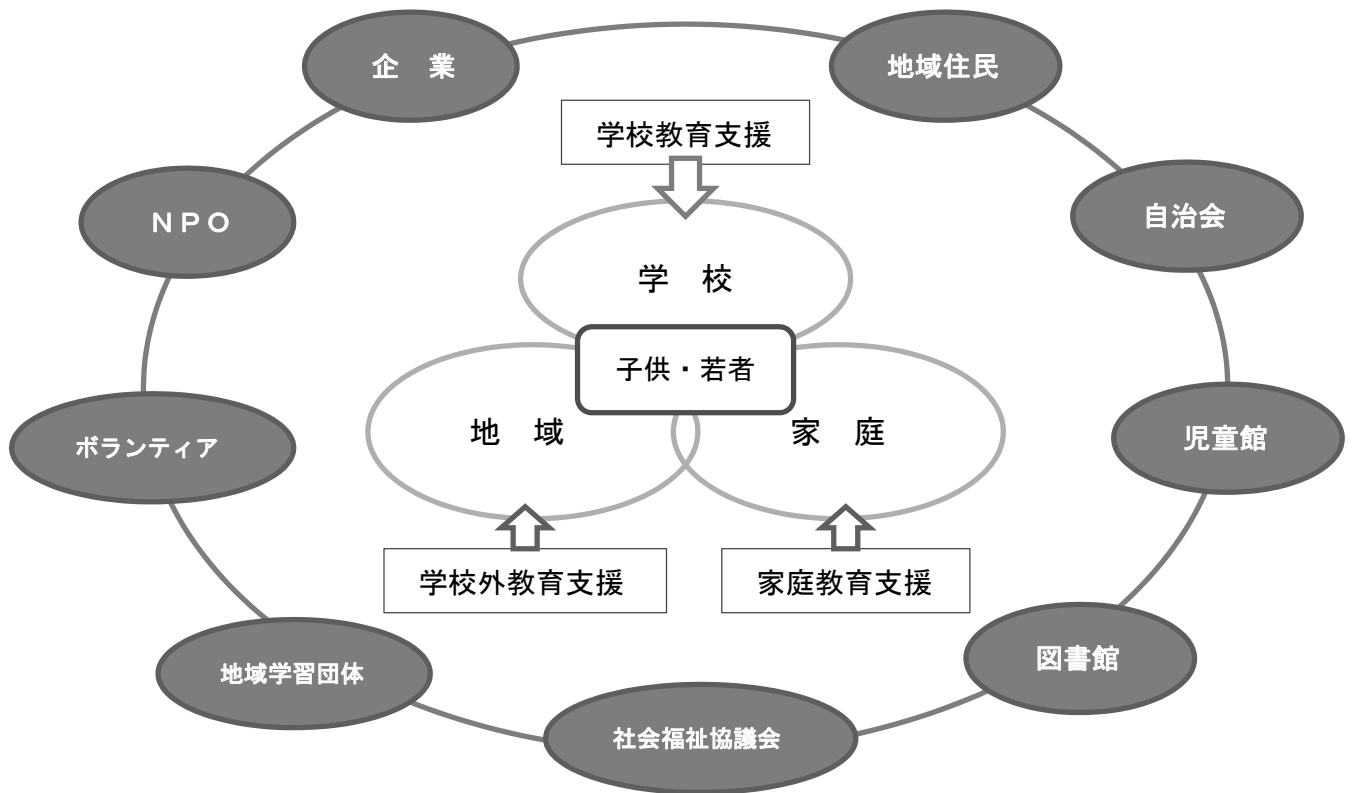 企　業
地域住民
学校教育支援
ＮＰＯ
自治会
学　校
子供・若者
地　域
家　庭
ボランティア
児童館
学校外教育支援
家庭教育支援
地域学習団体
図書館
社会福祉協議会